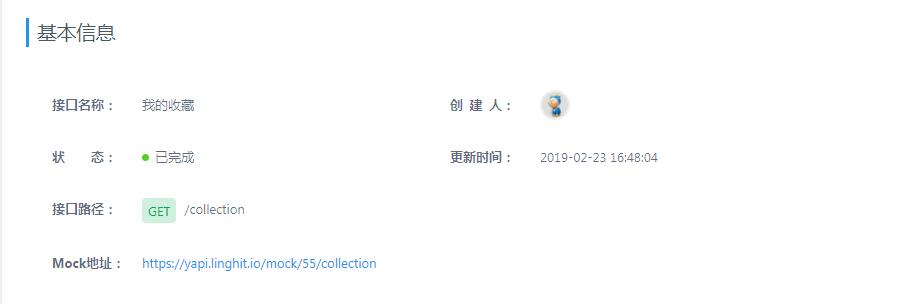 基本信息
接口名称： 我的收藏 创 建 人：
状 态： 已完成 更新时间： 2019-02-23 16:48:04
接口路径： GET /collection
Mock地址： https://yapi.linghit.io/mock/55/collection